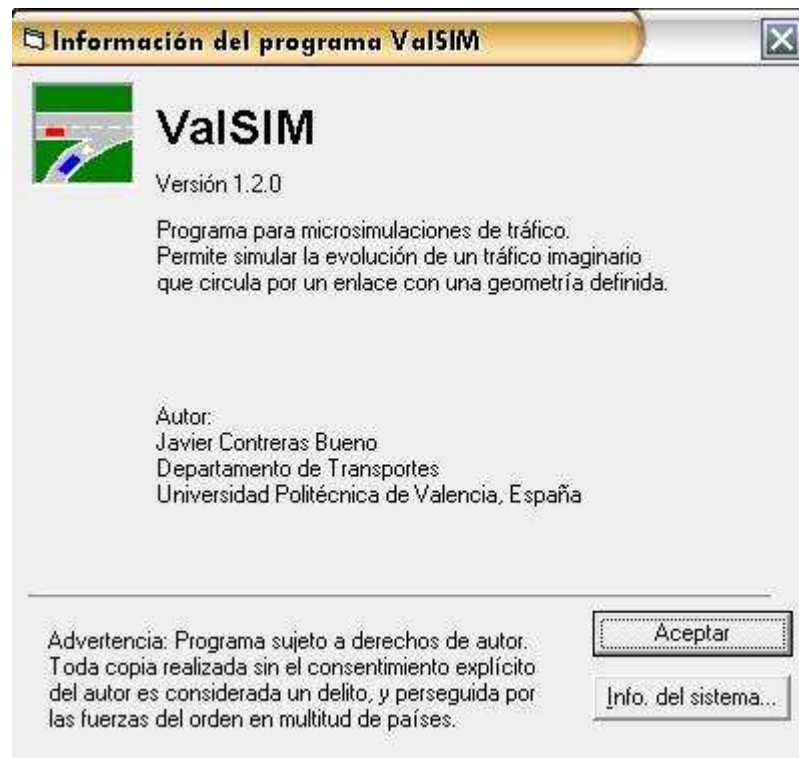 Información del programa ValSIM
ValSIM
Versión 1.2.0
Programa para microsimulaciones de tráfico.
Permite simular la evolución de un tráfico imaginario
que circula por un enlace con una geometría definida.
Autor:
Javier Contreras Bueno
Departamento de Transportes
Universidad Politécnica de Valencia, España
Advertencia: Programa sujeto a derechos de autor.
Toda copia realizada sin el consentimiento explícito
del autor es considerada un delito, y perseguida por
las fuerzas del orden en multitud de países.
Aceptar
Info. del sistema...